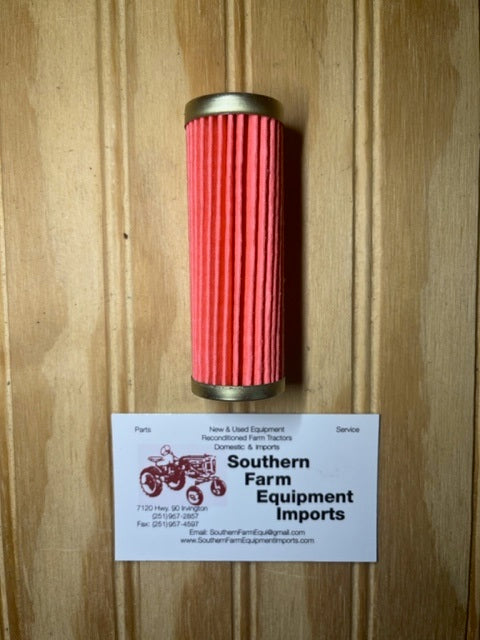 Parts New & Used Equipment Service
Reconditioned Farm Tractors
Domestic & Imports
Southern
Farm
Equipment
Imports
7120 Hwy. 90 Irvington
(251)957-2857
Fax: (251)957-4597
Email: SouthernFarmEqui@gmail.com
www.SouthernFarmEquipmentImports.com